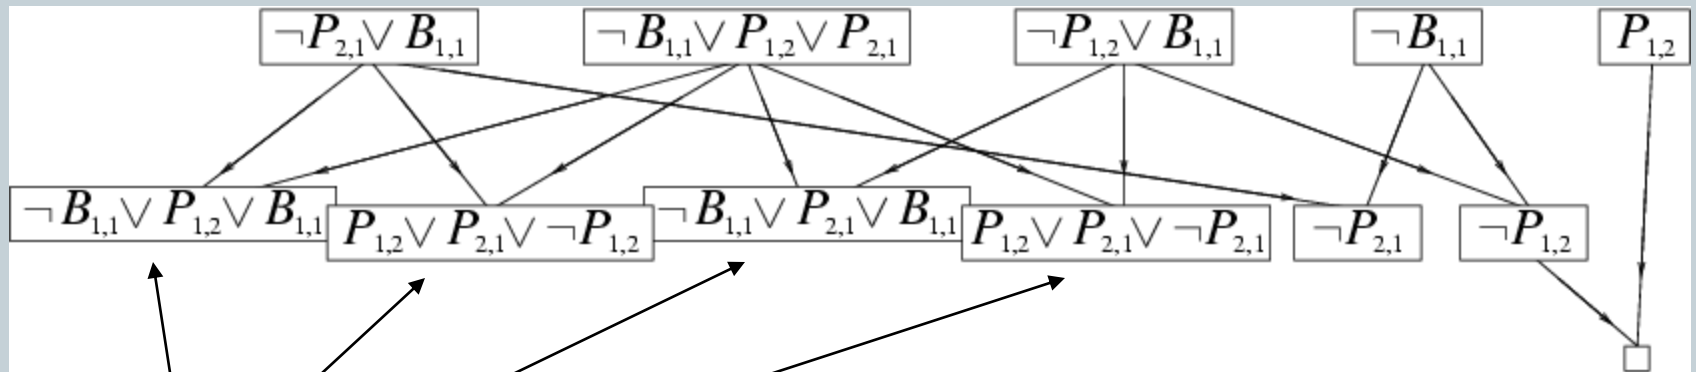 ¬P2,1 ∨ B1,1   ¬B1,1 ∨ P1,2 ∨ P2,1   ¬P1,2 ∨ B1,1   ¬B1,1   P1,2
¬B1,1 ∨ P1,2 ∨ B1,1   P1,2 ∨ P2,1 ∨ ¬P1,2   ¬B1,1 ∨ P2,1 ∨ B1,1   P1,2 ∨ P2,1 ∨ ¬P2,1   ¬P2,1   ¬P1,2